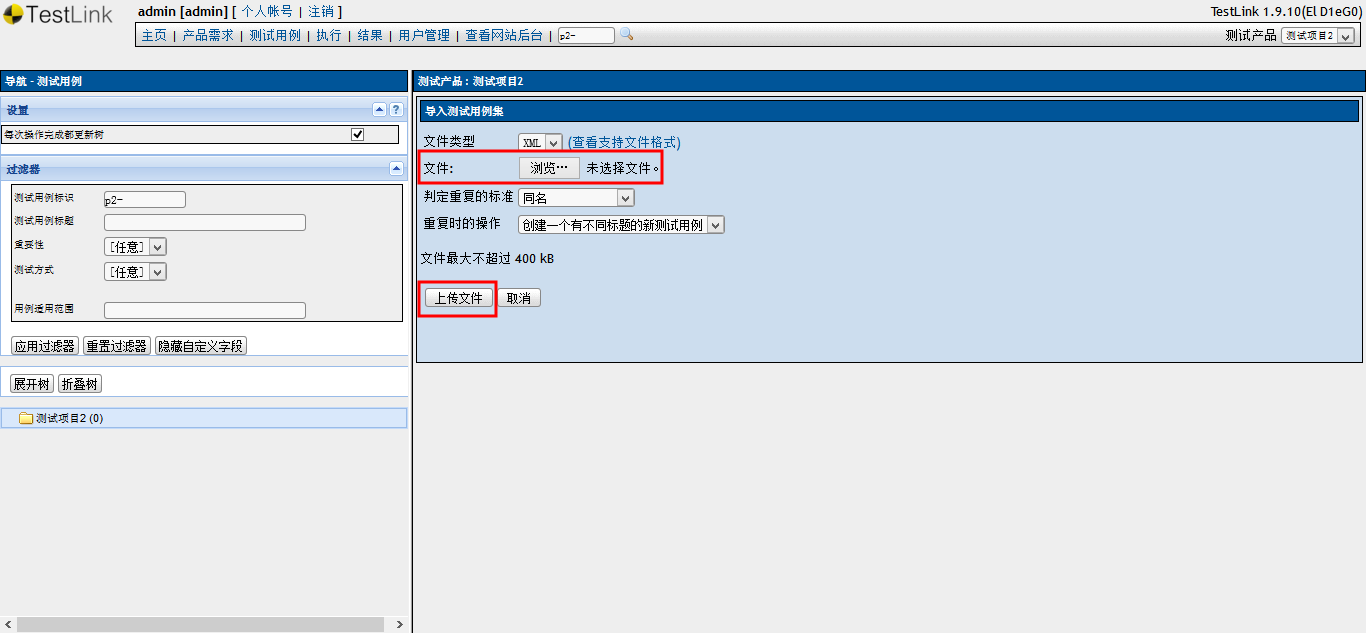 TestLink
admin [admin] [ 个人帐号 | 注销 ]
TestLink 1.9.10(El D1eG0)
主页 | 产品需求 | 测试用例 | 执行 | 结果 | 用户管理 | 查看网站后台 | p2-
测试产品 测试项目2
导航 - 测试用例
设置
?
每次操作完成都更新树
过滤器
测试用例标识 p2-
测试用例标题
重要性 [任意]
测试方式 [任意]
用例适用范围
应用过滤器 重置过滤器 隐藏自定义字段
展开树 折叠树
测试项目2 (0)
测试产品 : 测试项目2
导入测试用例集
文件类型 XML (查看支持文件格式)
文件: 浏览… 未选择文件。
判定重复的标准 同名
重复时的操作 创建一个有不同标题的新测试用例
文件最大不超过 400 kB
上传文件 取消